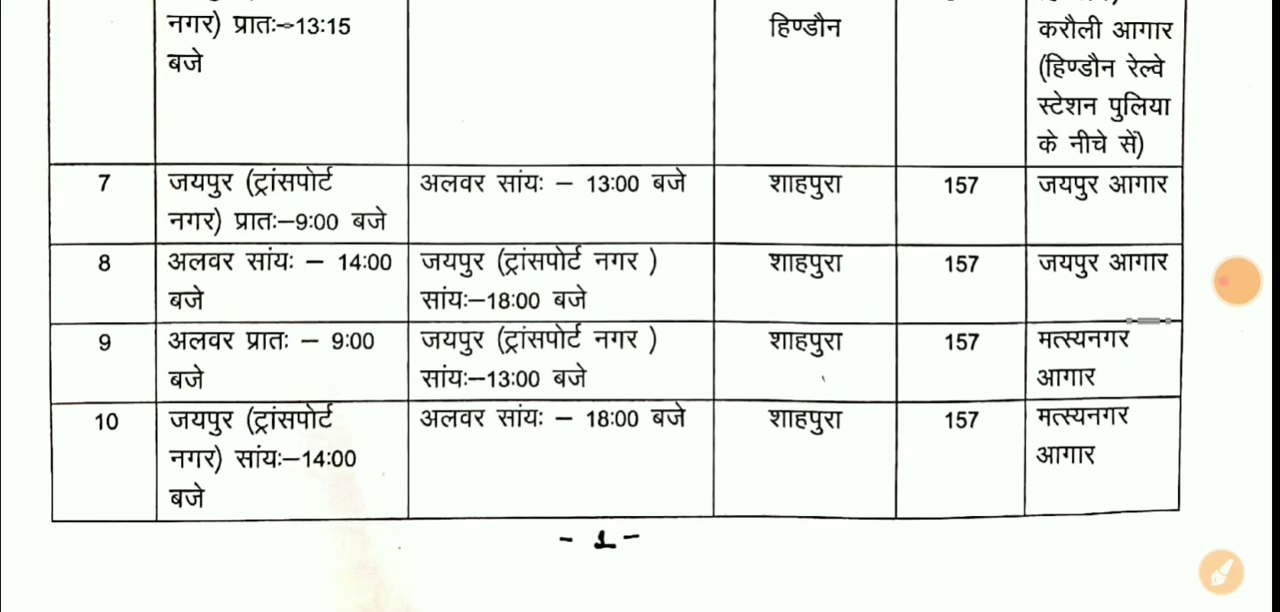 नगर) प्रातः–13:15
बजे
हिण्डौन
करौली आगार
(हिण्डौन रेल्वे
स्टेशन पुलिया
के नीचे सें)
7 जयपुर (ट्रांसपोर्ट अलवर सांयः – 13:00 बजे शाहपुरा 157 जयपुर आगार
नगर) प्रातः–9:00 बजे
8 अलवर सांयः – 14:00 जयपुर (ट्रांसपोर्ट नगर ) शाहपुरा 157 जयपुर आगार
बजे सांयः–18:00 बजे
9 अलवर प्रातः – 9:00 जयपुर (ट्रांसपोर्ट नगर ) शाहपुरा 157 मत्स्यनगर
बजे सांयः–13:00 बजे आगार
10 जयपुर (ट्रांसपोर्ट अलवर सांयः – 18:00 बजे शाहपुरा 157 मत्स्यनगर
नगर) सांयः–14:00 आगार
बजे
- 1 -